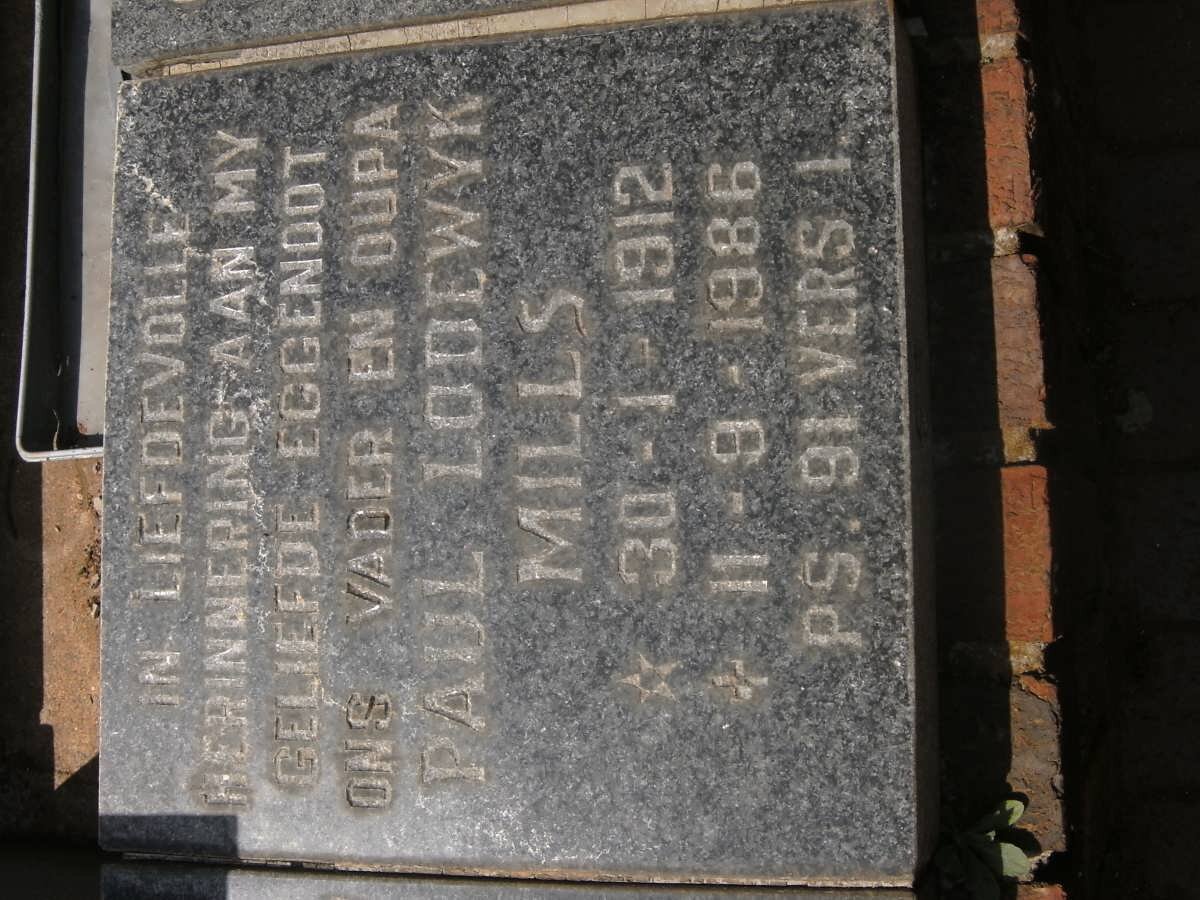 IN LIEFDEVOLLE
HERINNERING AAN MY
GELIEFDE EGGENOOT
ONS VADER EN OUPA
PAUL LODEWYK
MILLS
30-1-1912
11-9-1986
PS. 91 VERS 1.